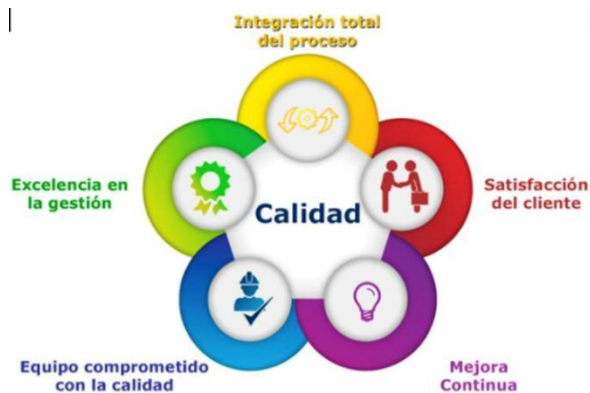 Integración total
del proceso
Excelencia en
la gestión
Calidad
Satisfacción
del cliente
Equipo comprometido
con la calidad
Mejora
Continua